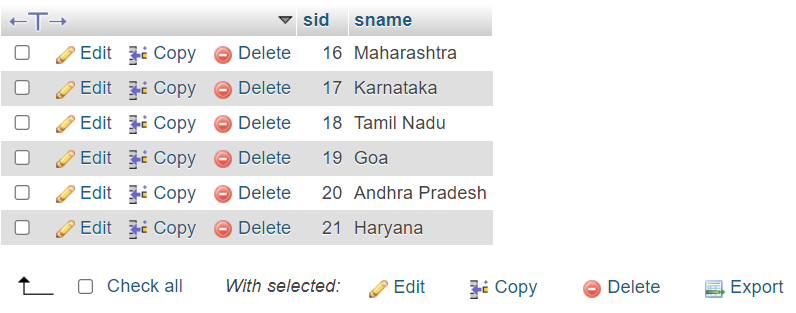 sid sname
Edit Copy Delete 16 Maharashtra
Edit Copy Delete 17 Karnataka
Edit Copy Delete 18 Tamil Nadu
Edit Copy Delete 19 Goa
Edit Copy Delete 20 Andhra Pradesh
Edit Copy Delete 21 Haryana
Check all With selected: Edit Copy Delete Export